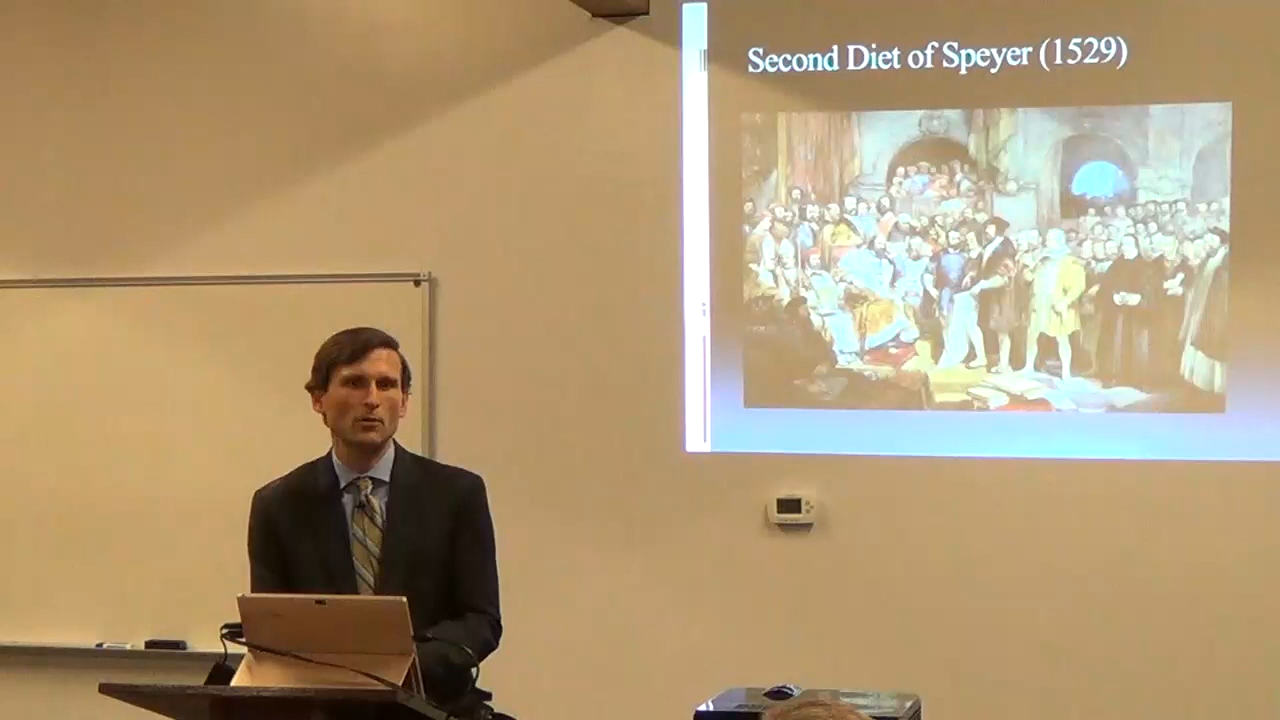 Second Diet of Speyer (1529)